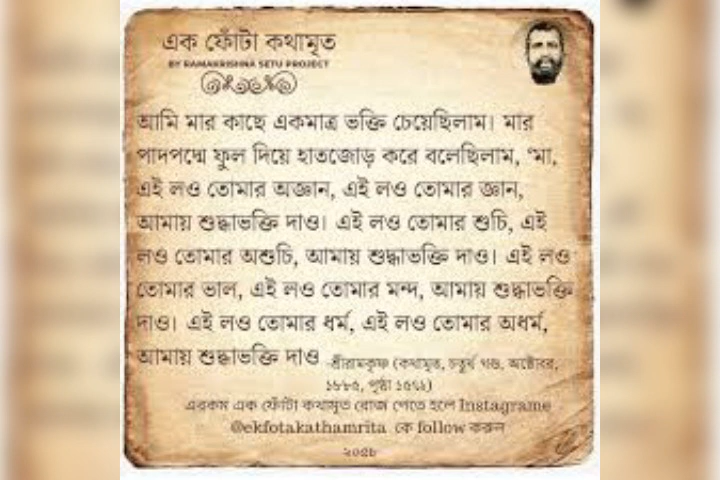 এক ফোঁটা কথামৃত
BY RAMAKRISHNA SETU PROJECT
আমি মার কাছে একমাত্র ভক্তি চেয়েছিলাম। মার
পাদপদ্মে ফুল দিয়ে হাতজোড় করে বলেছিলাম, ‘মা,
এই লও তোমার অজ্ঞান, এই লও তোমার জ্ঞান,
আমায় শুদ্ধাভক্তি দাও। এই লও তোমার শুচি, এই
লও তোমার অশুচি, আমায় শুদ্ধাভক্তি দাও। এই লও
তোমার ভাল, এই লও তোমার মন্দ, আমায় শুদ্ধাভক্তি
দাও। এই লও তোমার ধর্ম, এই লও তোমার অধর্ম,
আমায় শুদ্ধাভক্তি দাও -শ্রীরামকৃষ্ণ (কথামৃত, চতুর্থ খণ্ড, অক্টোবর,
১৮৮৫, পৃষ্ঠা
এরকম এক ফোঁটা কথামৃত রোজ পেতে হলে Instagrame
@ekfotakathamrita কে follow করুন